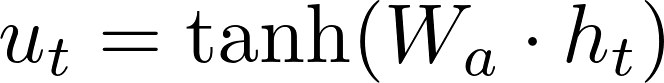 u_t = tanh(W_a · h_t)